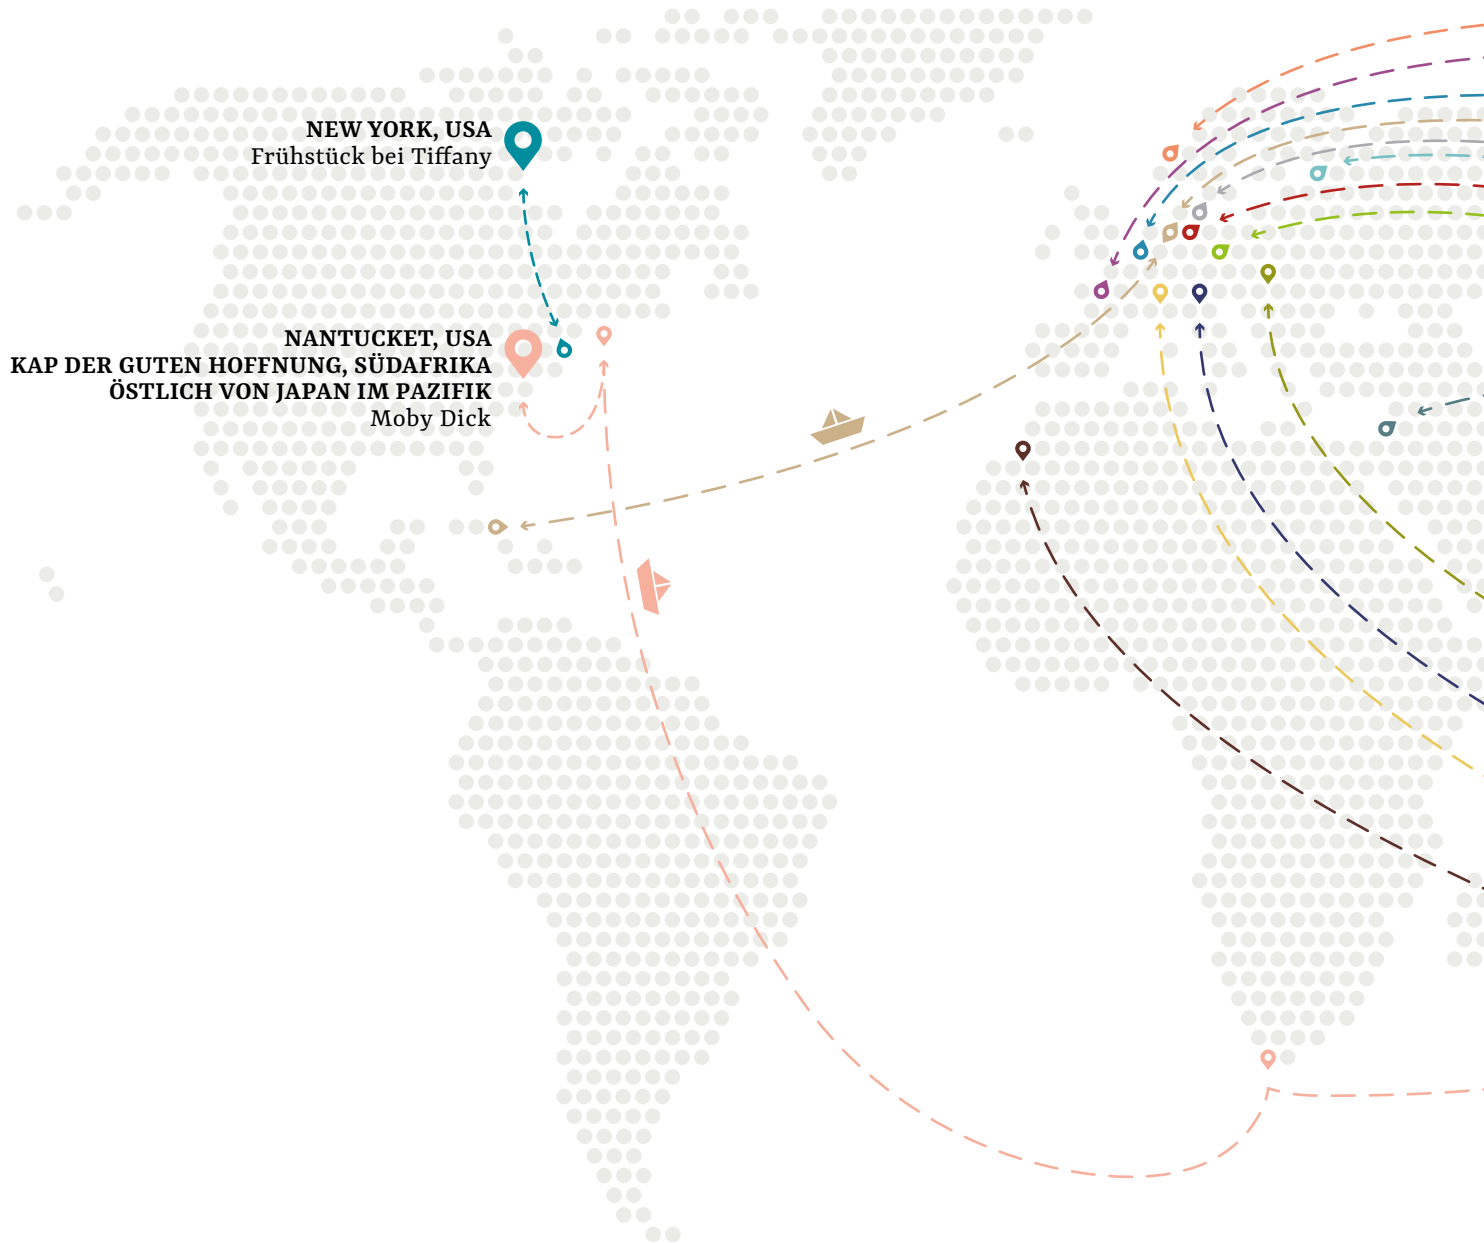 NEW YORK, USA
Frühstück bei Tiffany
NANTUCKET, USA
KAP DER GUTEN HOFFNUNG, SÜDAFRIKA
ÖSTLICH VON JAPAN IM PAZIFIK
Moby Dick